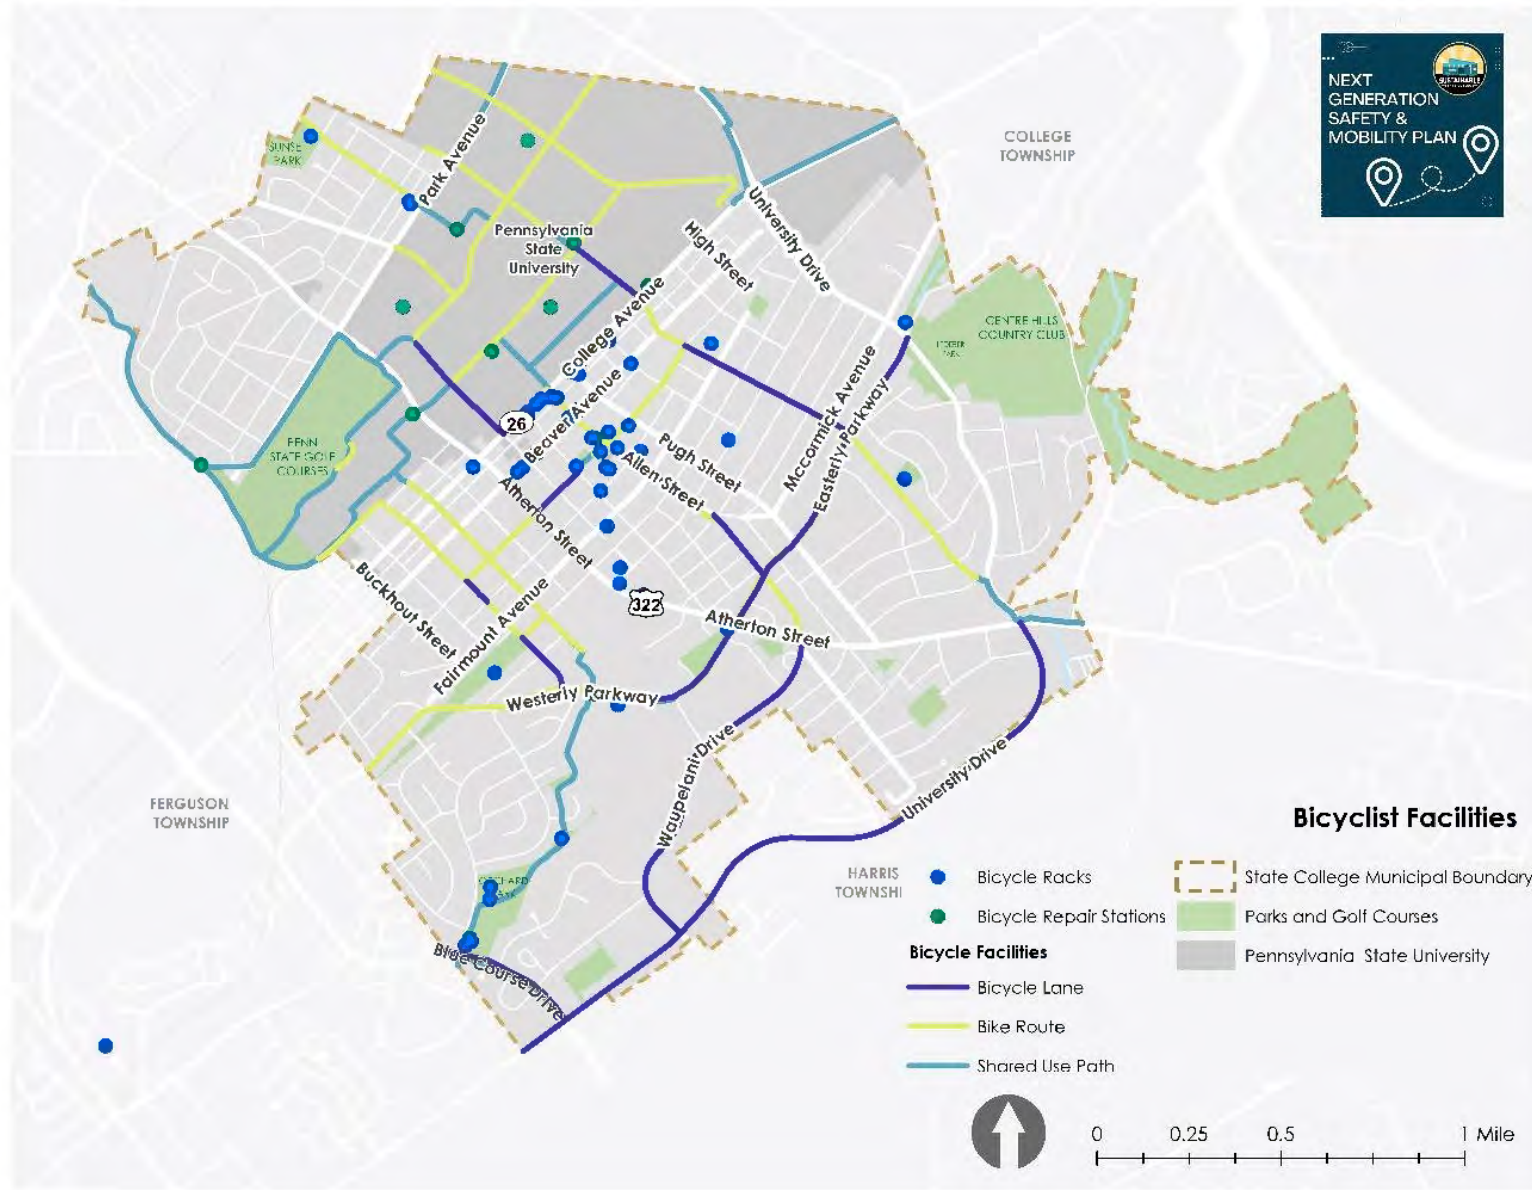 NEXT
GENERATION
SAFETY &
MOBILITY PLAN
COLLEGE
TOWNSHIP
PARK
Park Avenue
Pennsylvania
State
University
University Drive
High Street
CENTRE HILLS
COUNTRY CLUB
College Avenue
Beaver Avenue
26
PENN
STATE GOLF
COURSES
Pugh Street
Allen Street
Mccormick Avenue
Easterly Parkway
Atherton Street
322
Atherton Street
Buckhout Street
Fairmount Avenue
Westerly Parkway
Waupelani Drive
University Drive
FERGUSON
TOWNSHIP
HARRIS
TOWNSHI
Blue Course Drive
Bicyclist Facilities
Bicycle Racks
Bicycle Repair Stations
Bicycle Facilities
Bicycle Lane
Bike Route
Shared Use Path
State College Municipal Boundary
Parks and Golf Courses
Pennsylvania State University
0 0.25 0.5 1 Mile